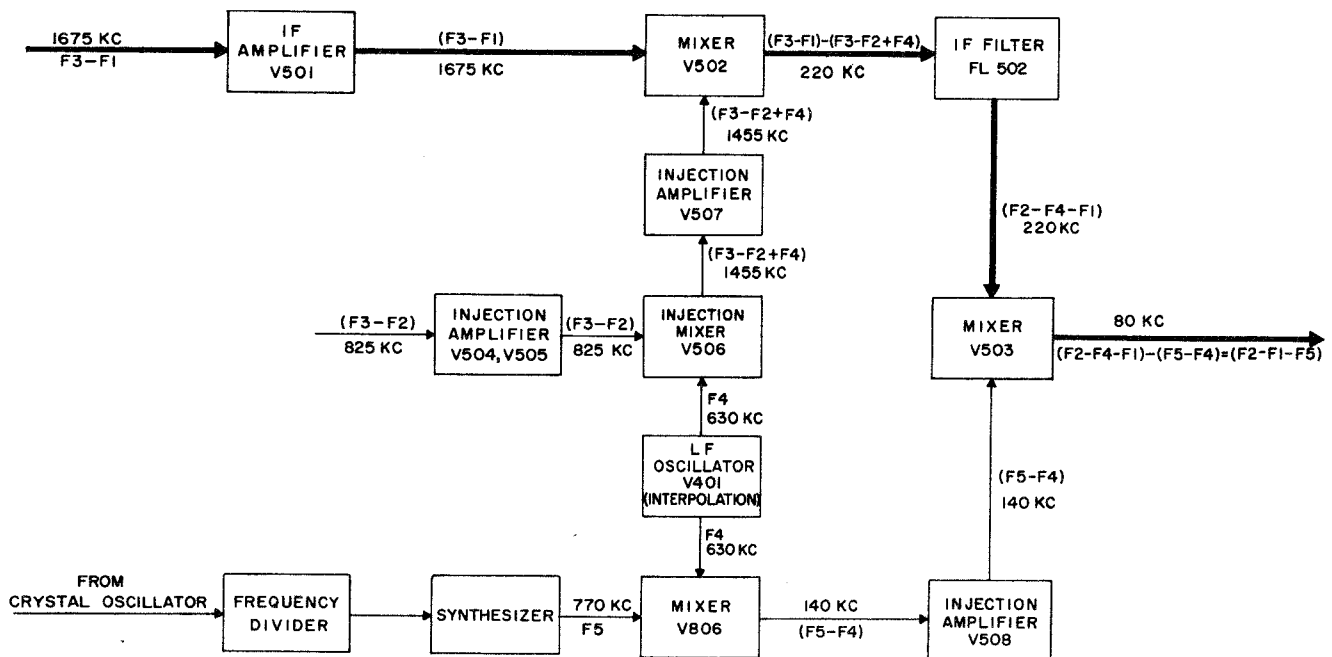 1675 KC
F3-F1
IF
AMPLIFIER
V501
(F3-F1)
1675 KC
MIXER
V502
(F3-F1)-(F3-F2+F4)
220 KC
IF FILTER
FL 502
(F3-F2+F4)
1455 KC
INJECTION
AMPLIFIER
V507
(F2-F4-F1)
220 KC
(F3-F2+F4)
1455 KC
(F3-F2)
825 KC
INJECTION
AMPLIFIER
V504, V505
(F3-F2)
825 KC
INJECTION
MIXER
V506
MIXER
V503
80 KC
(F2-F4-F1)-(F5-F4)=(F2-F1-F5)
F4
630 KC
LF
OSCILLATOR
V401
(INTERPOLATION)
(F5-F4)
140 KC
F4
630 KC
FROM
CRYSTAL OSCILLATOR
FREQUENCY
DIVIDER
SYNTHESIZER
770 KC
F5
MIXER
V806
140 KC
(F5-F4)
INJECTION
AMPLIFIER
V508